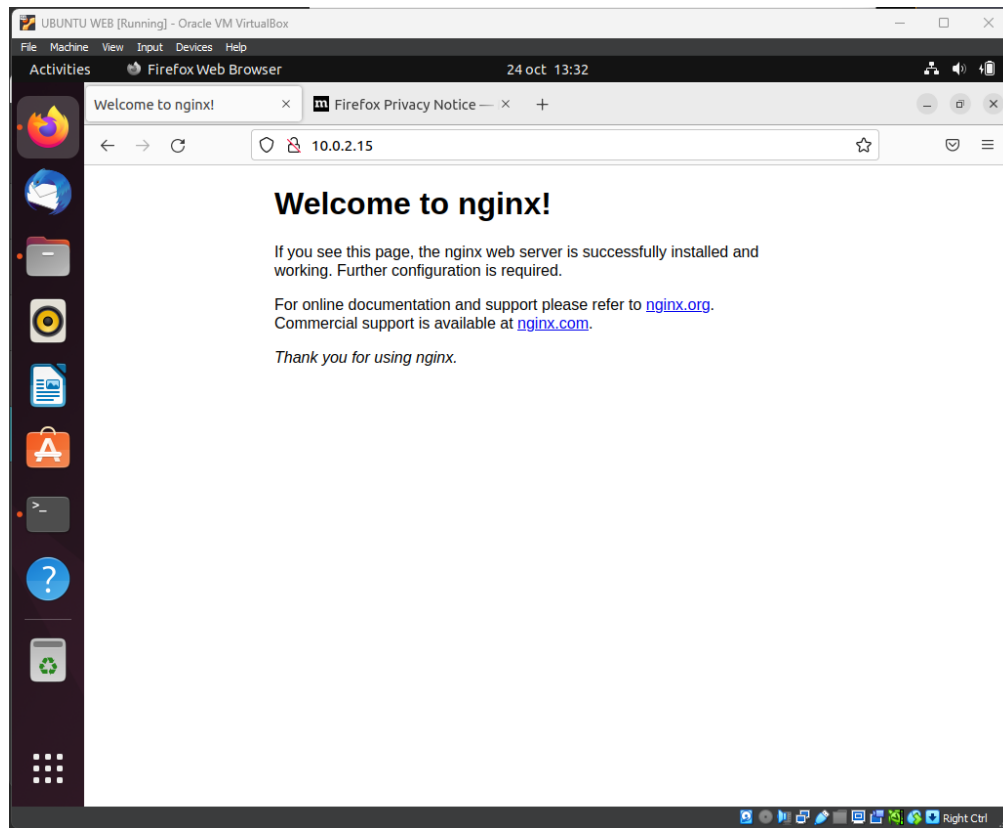 UBUNTU WEB [Running] - Oracle VM VirtualBox
File Machine View Input Devices Help
Activities Firefox Web Browser 24 oct 13:32
Welcome to nginx! × m Firefox Privacy Notice — × +
10.0.2.15
Welcome to nginx!
If you see this page, the nginx web server is successfully installed and
working. Further configuration is required.
For online documentation and support please refer to nginx.org.
Commercial support is available at nginx.com.
Thank you for using nginx.
Right Ctrl